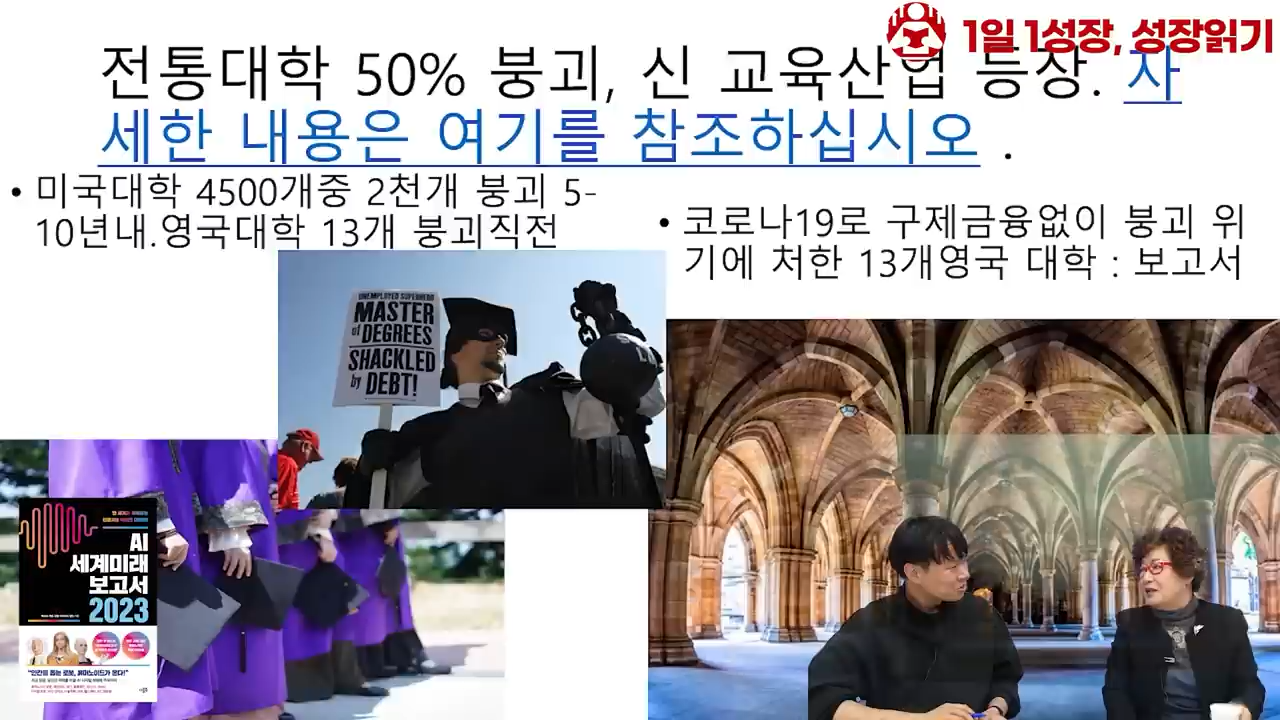 1일 1성장, 성장읽기
전통대학 50% 붕괴, 신 교육산업 등장. 자
세한 내용은 여기를 참조하십시오 .
• 미국대학 4500개중 2천개 붕괴 5-
10년내.영국대학 13개 붕괴직전
• 코로나19로 구제금융없이 붕괴 위
기에 처한 13개영국 대학 : 보고서
UNEMPLOYED SUPERHERO
MASTER
of DEGREES
SHACKLED
by DEBT!
AI
세계미래
보고서
2023